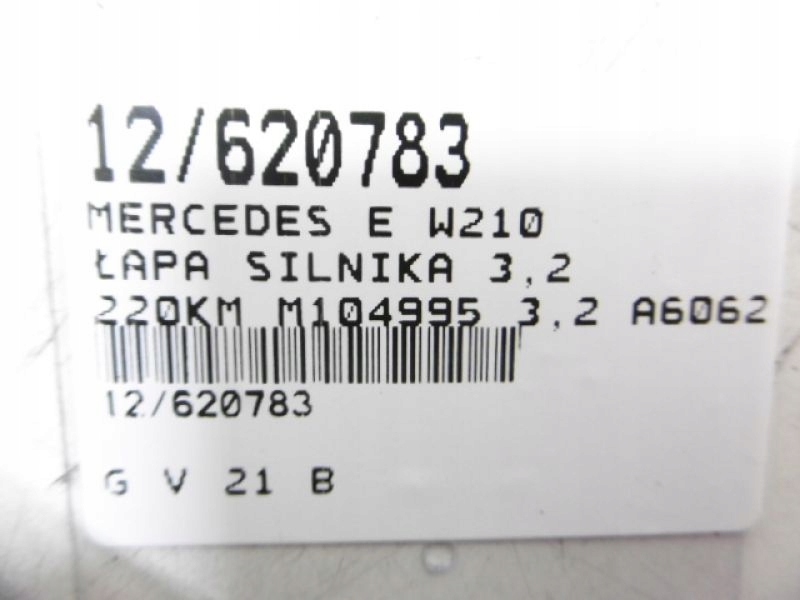 12/620783
MERCEDES E W210
ŁAPA SILNIKA 3,2
220KM M104995 3,2 A6062
12/620783
G V 21 B